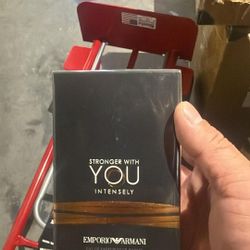 STRONGER WITH
YOU
INTENSELY
EMPORIO ARMANI